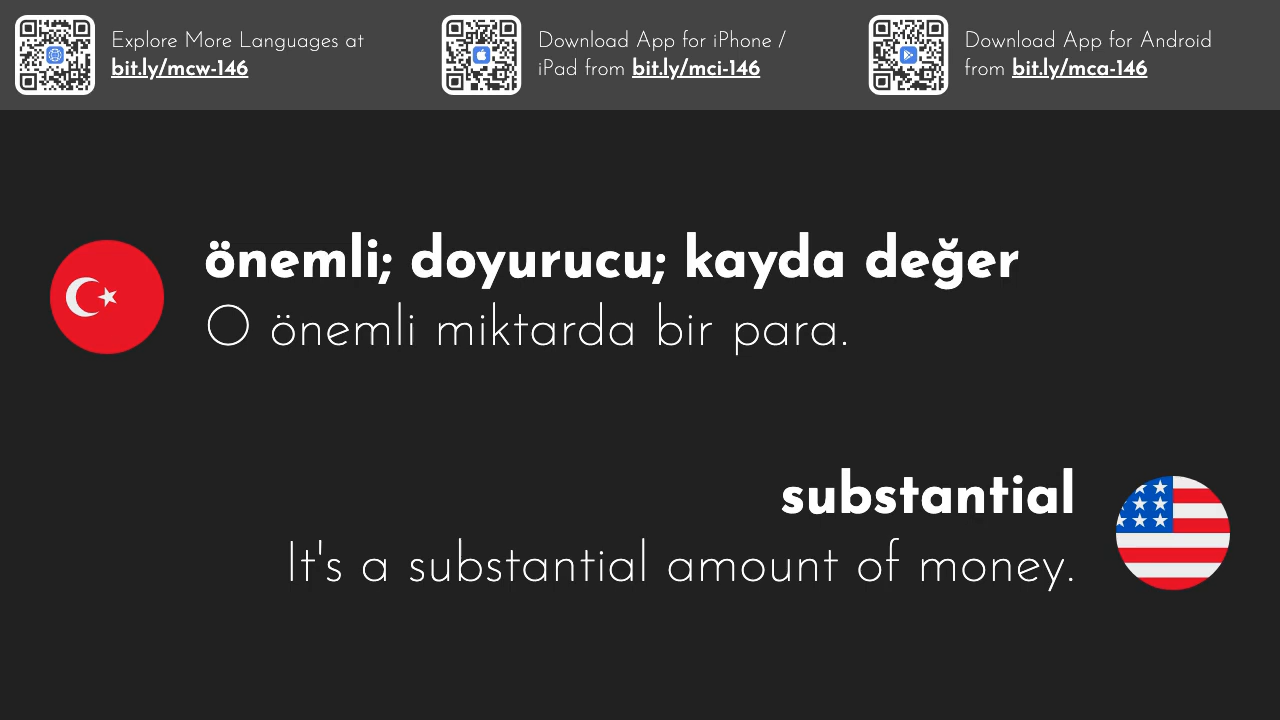 Explore More Languages at
bit.ly/mcw-146
Download App for iPhone /
iPad from bit.ly/mci-146
Download App for Android
from bit.ly/mca-146
önemli; doyurucu; kayda değer
O önemli miktarda bir para.
substantial
It's a substantial amount of money.